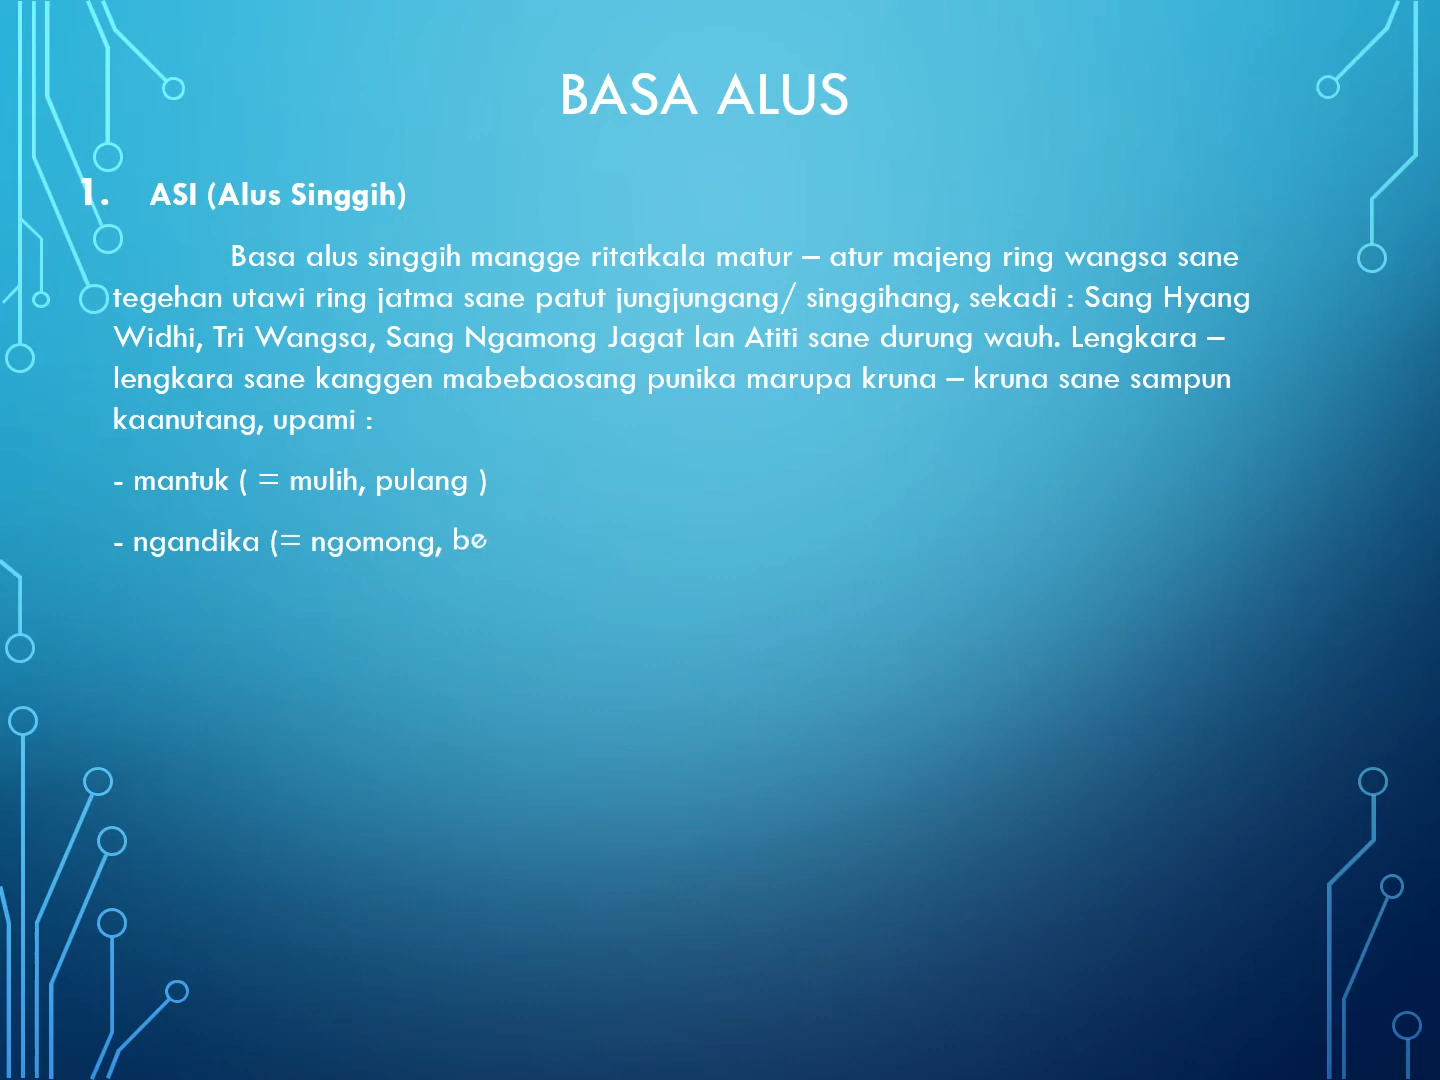 BASA ALUS
1. ASI (Alus Singgih)
Basa alus singgih mangge ritatkala matur – atur majeng ring wangsa sane
tegehan utawi ring jatma sane patut jungjungang/ singgihang, sekadi : Sang Hyang
Widhi, Tri Wangsa, Sang Ngamong Jagat lan Atiti sane durung wauh. Lengkara –
lengkara sane kanggen mabebaosang punika marupa kruna – kruna sane sampun
kaanutang, upami :
- mantuk ( = mulih, pulang )
- ngandika (= ngomong, be